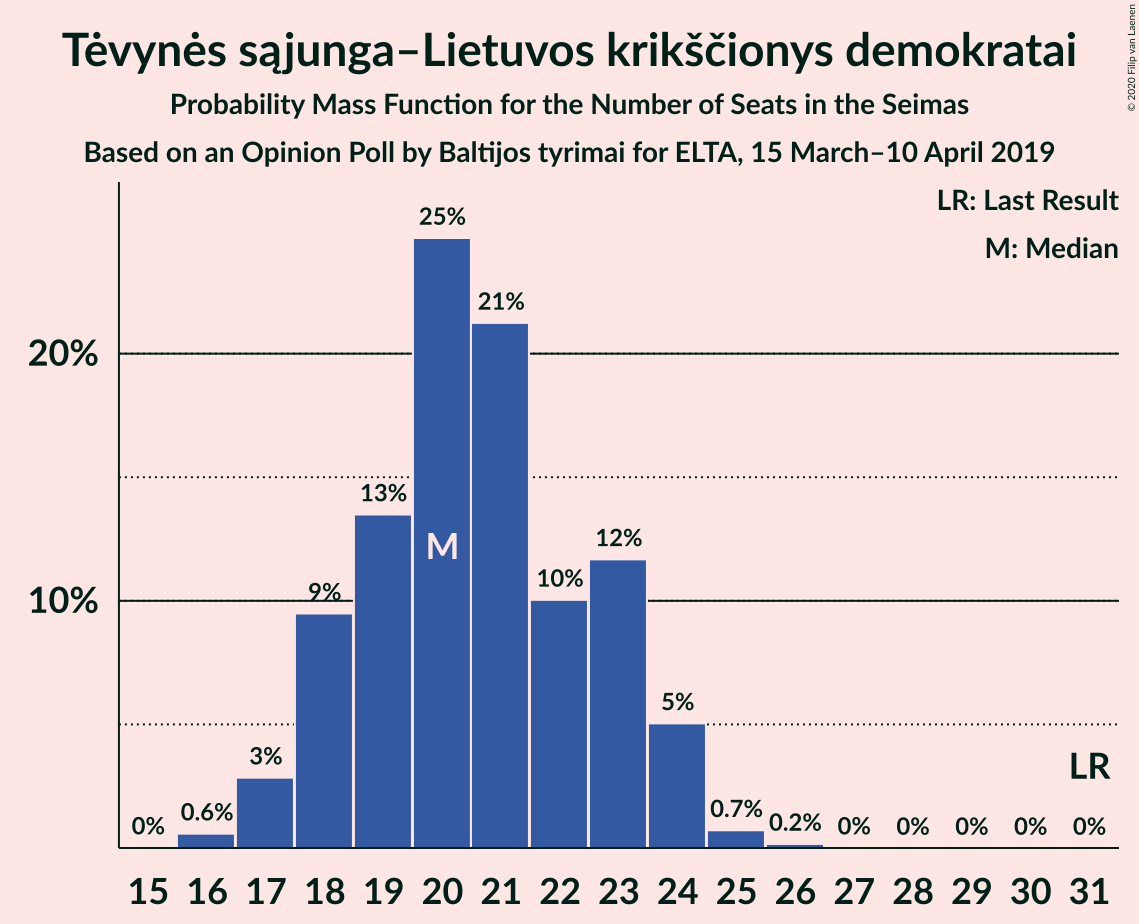 Tėvynės sąjunga–Lietuvos krikščionys demokratai
Probability Mass Function for the Number of Seats in the Seimas
Based on an Opinion Poll by Baltijos tyrimai for ELTA, 15 March–10 April 2019
© 2020 Filip van Laenen
LR: Last Result
M: Median
20%
10%
0%
0.6%
3%
9%
13%
25%
M
21%
10%
12%
5%
0.7%
0.2%
0%
0%
0%
0%
LR
0%
15 16 17 18 19 20 21 22 23 24 25 26 27 28 29 30 31